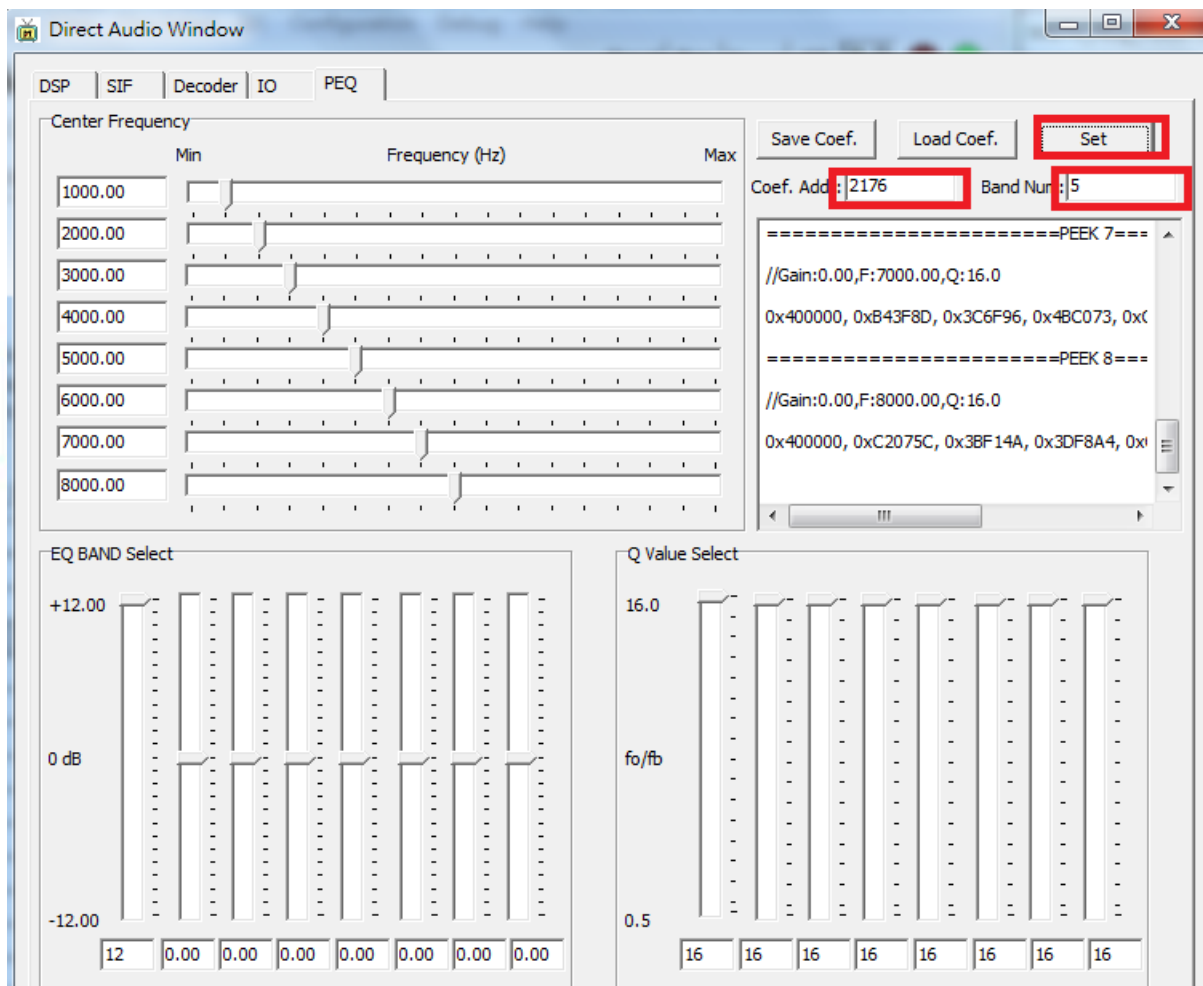 Direct Audio Window
DSP SIF Decoder IO PEQ
Center Frequency
Min Frequency (Hz) Max
1000.00
2000.00
3000.00
4000.00
5000.00
6000.00
7000.00
8000.00
Save Coef. Load Coef. Set
Coef. Add : 2176 Band Num : 5
=======================PEEK 7===
//Gain:0.00,F:7000.00,Q:16.0
0x400000, 0xB43F8D, 0x3C6F96, 0x4BC073,
=======================PEEK 8===
//Gain:0.00,F:8000.00,Q:16.0
0x400000, 0xC2075C, 0x3BF14A, 0x3DF8A4,
EQ BAND Select
+12.00
0 dB
-12.00
12 0.00 0.00 0.00 0.00 0.00 0.00 0.00
Q Value Select
16.0
fo/fb
0.5
16 16 16 16 16 16 16 16